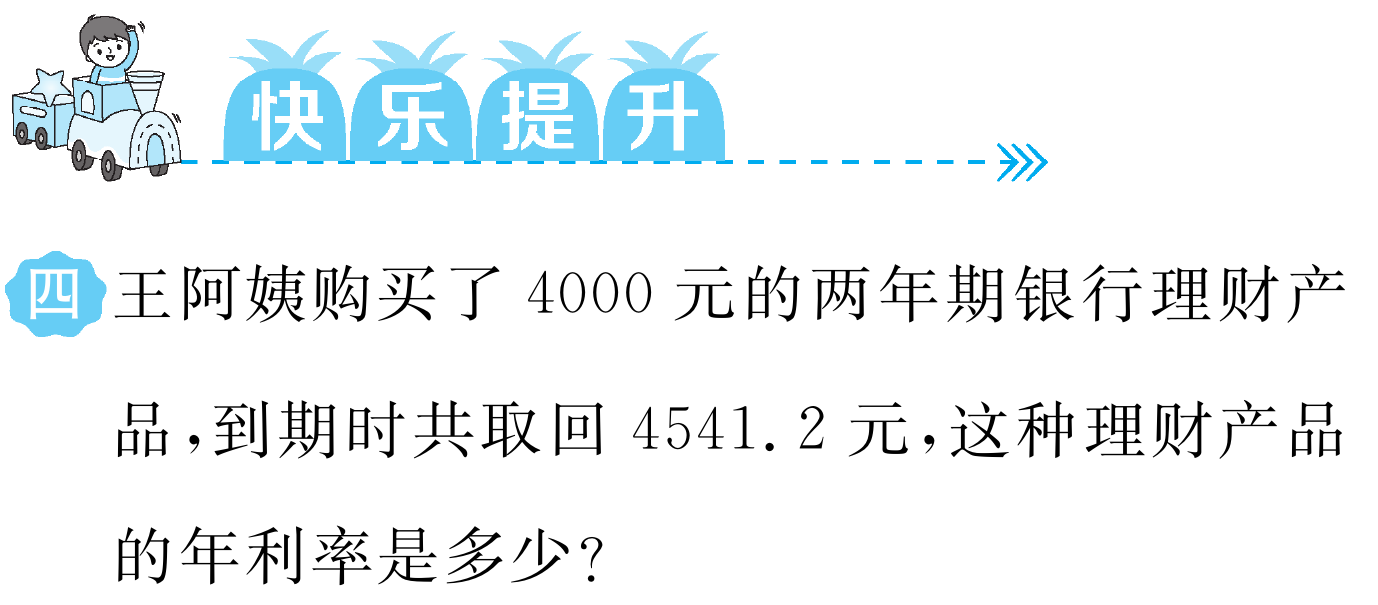 快乐提升
四 王阿姨购买了 4000 元的两年期银行理财产
品,到期时共取回 4541.2 元,这种理财产品
的年利率是多少?